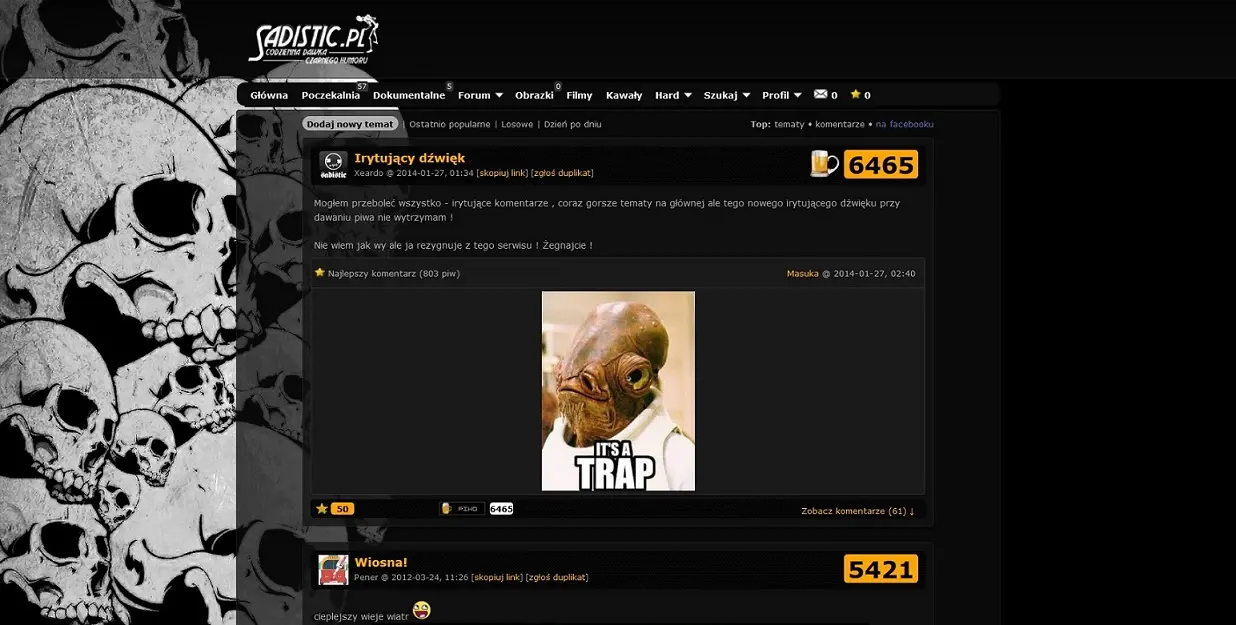 SADISTIC.PL
CODZIENNA DAWKA
CZARNEGO HUMORU
Główna Poczekalnia 57 Dokumentalne 5 Forum Obrazki 0 Filmy Kawały Hard Szukaj Profil 0 0
Dodaj nowy temat | Ostatnio popularne | Losowe | Dzień po dniu Top: tematy • komentarze • na facebooku
sadistic
Irytujący dźwięk 6465
Xeardo @ 2014-01-27, 01:34 [skopiuj link] [zgłoś duplikat]
Mogłem przeboleć wszystko - irytujące komentarze , coraz gorsze tematy na głównej ale tego nowego irytującego dźwięku przy
dawaniu piwa nie wytrzymam !
Nie wiem jak wy ale ja rezygnuje z tego serwisu ! Żegnajcie !
Najlepszy komentarz (803 piw) Masuka @ 2014-01-27, 02:40
IT'S A
TRAP
50 PIWO 6465 Zobacz komentarze (61) ↓
Wiosna! 5421
Pener @ 2012-03-24, 11:26 [skopiuj link] [zgłoś duplikat]
cieplejszy wieje wiatr